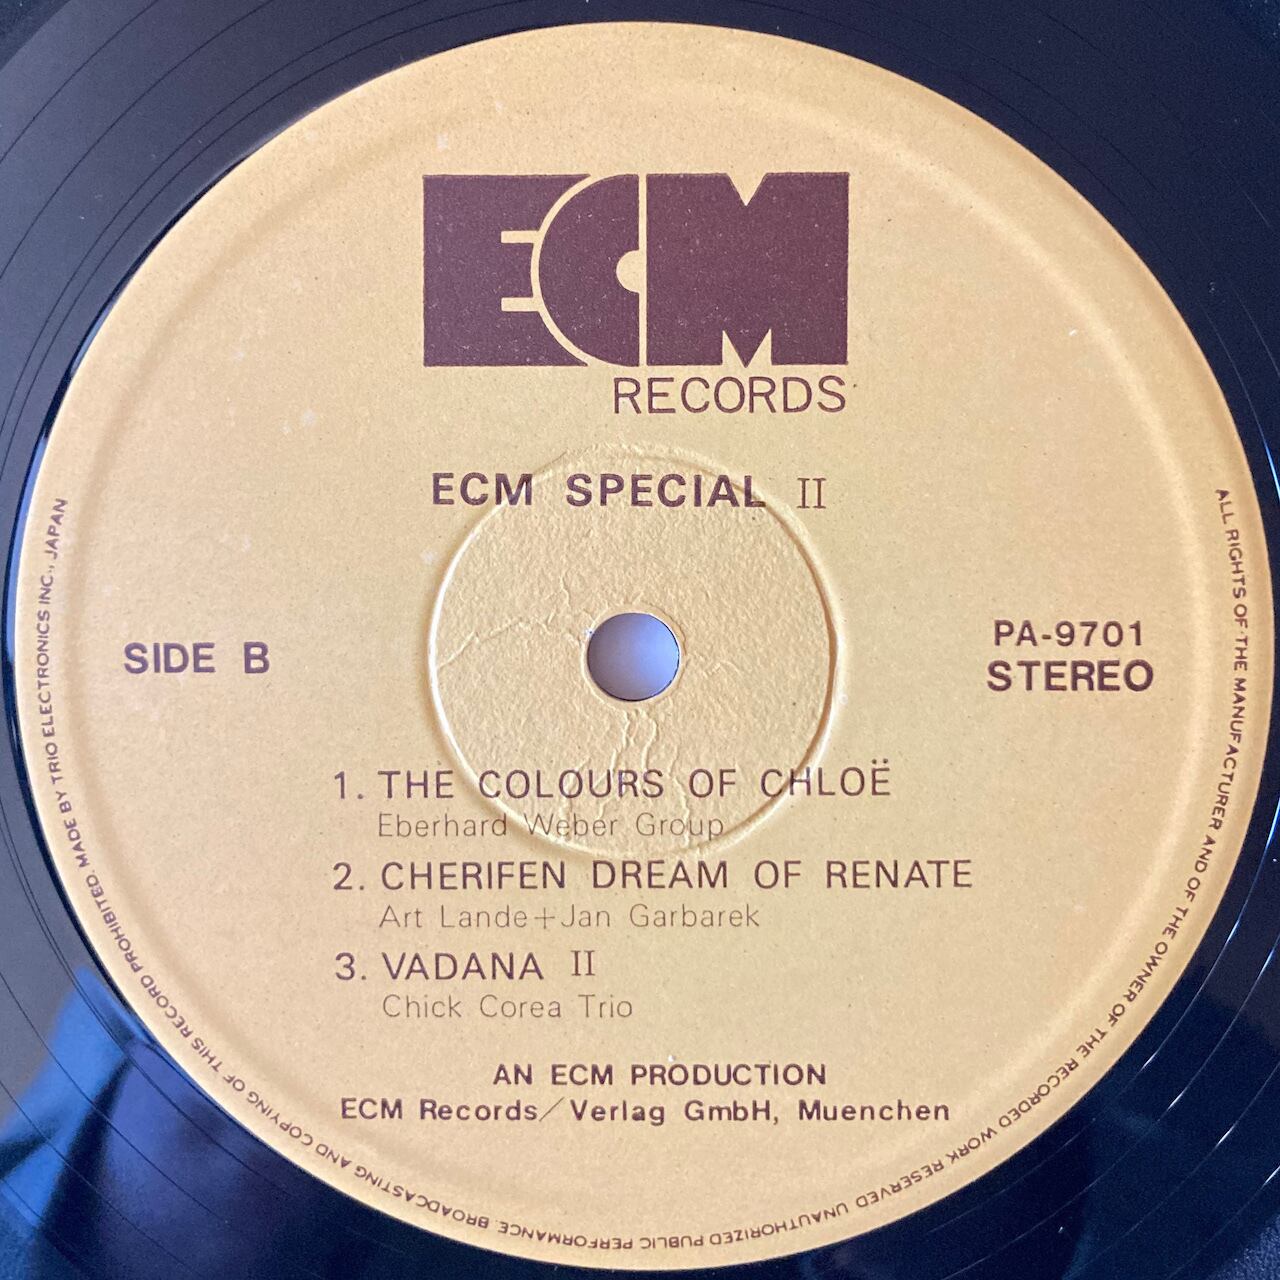 ECM
RECORDS
ECM SPECIAL II
SIDE B
PA-9701
STEREO
1. THE COLOURS OF CHLOË
Eberhard Weber Group
2. CHERIFEN DREAM OF RENATE
Art Lande+Jan Garbarek
3. VADANA II
Chick Corea Trio
AN ECM PRODUCTION
ECM Records/Verlag GmbH, Muenchen
ALL RIGHTS OF THE MANUFACTURER AND OF THE OWNER OF THE RECORDED WORK RESERVED UNAUTHORIZED PUBLIC PERFORMANCE. BROADCASTING AND COPYING OF THIS RECORD PROHIBITED. MADE BY TRIO ELECTRONICS INC., JAPAN